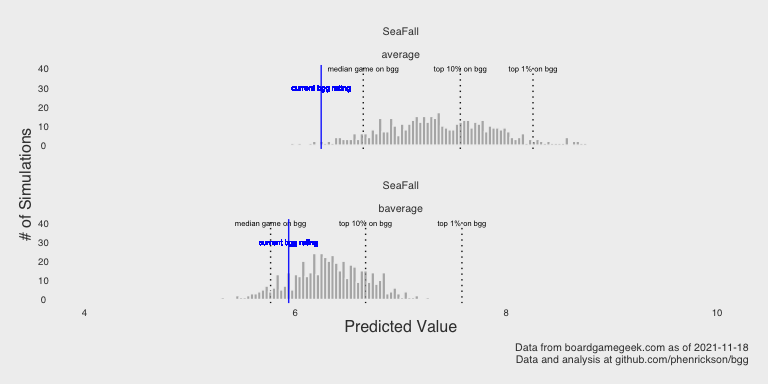 SeaFall
average
40
median game on bgg
top 10% on bgg
top 1% on bgg
30
current bgg rating
20
10
0
# of Simulations
SeaFall
baverage
40
median game on bgg
top 10% on bgg
top 1% on bgg
30
current bgg rating
20
10
0
4
6
8
10
Predicted Value
Data from boardgamegeek.com as of 2021-11-18
Data and analysis at github.com/phenrickson/bgg